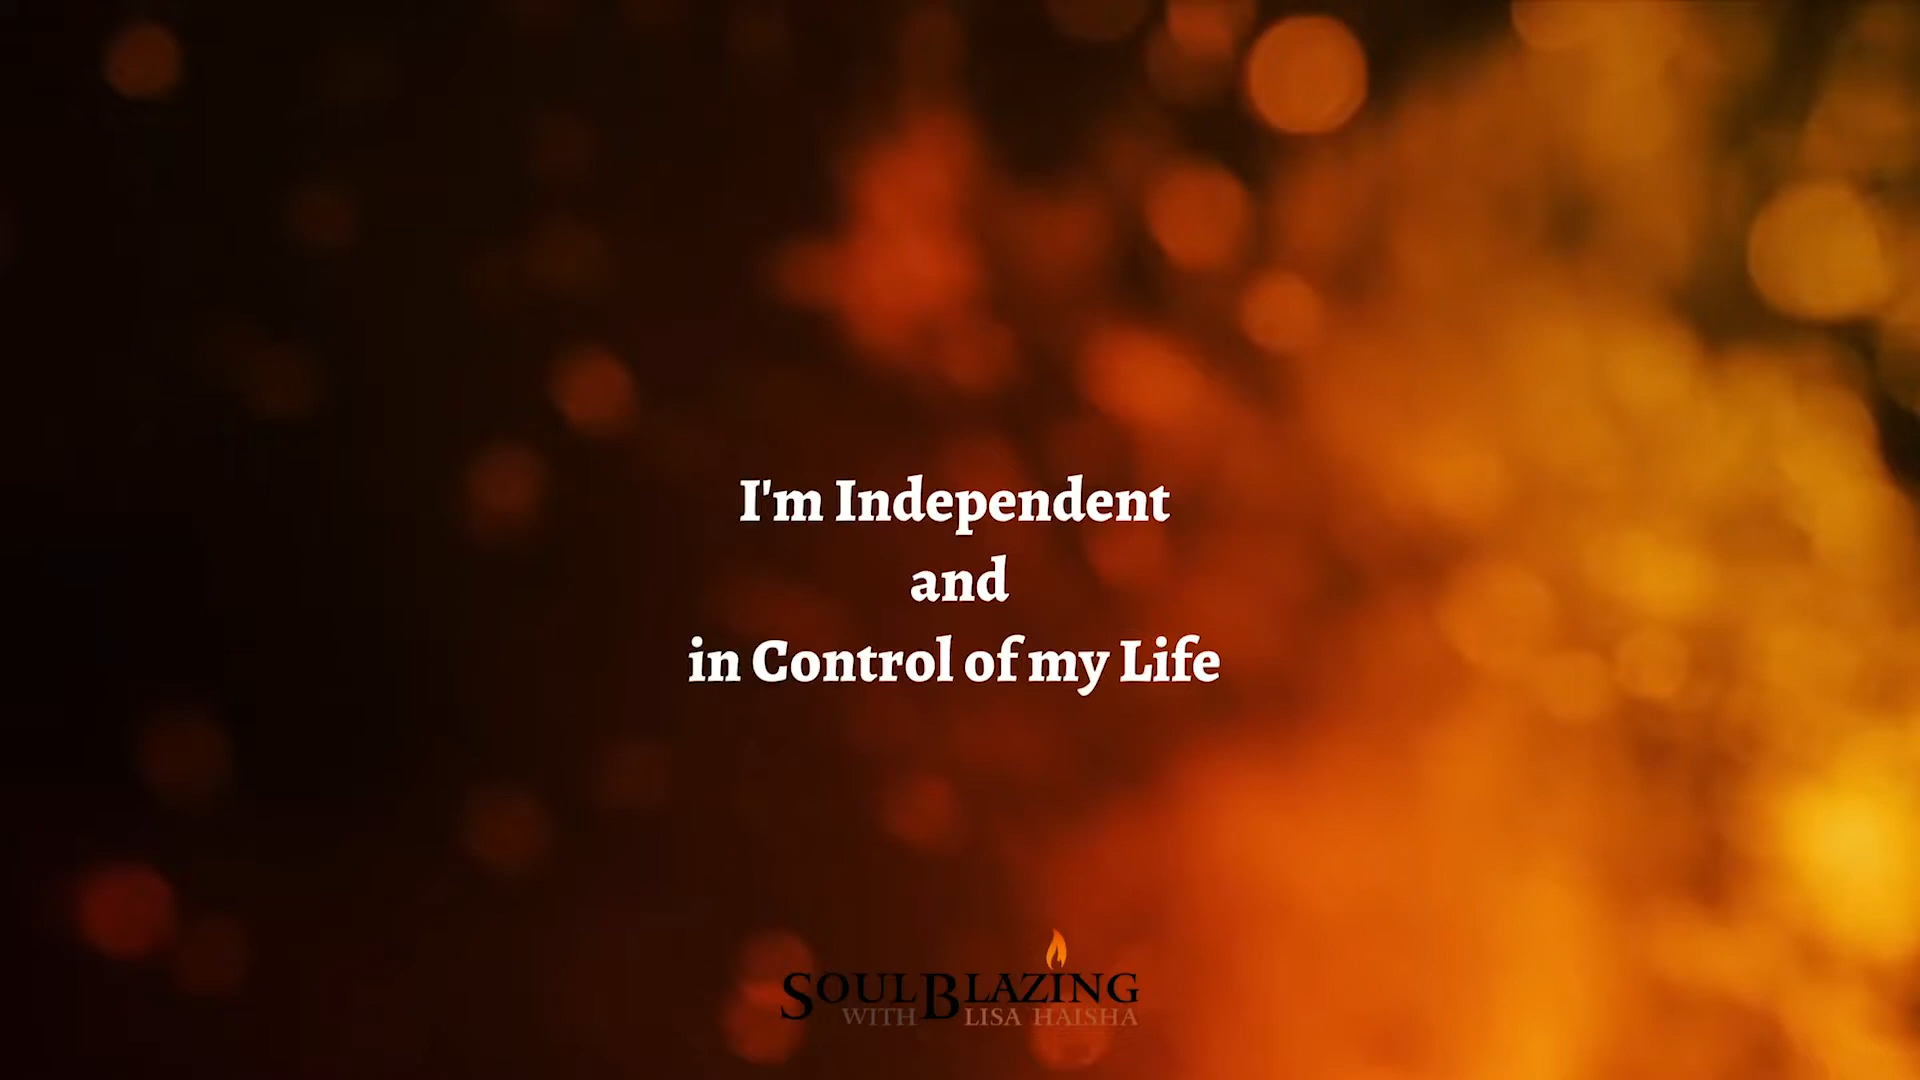 I'm Independent
and
in Control of my Life
SOULBLAZING
WITH LISA HAISHA